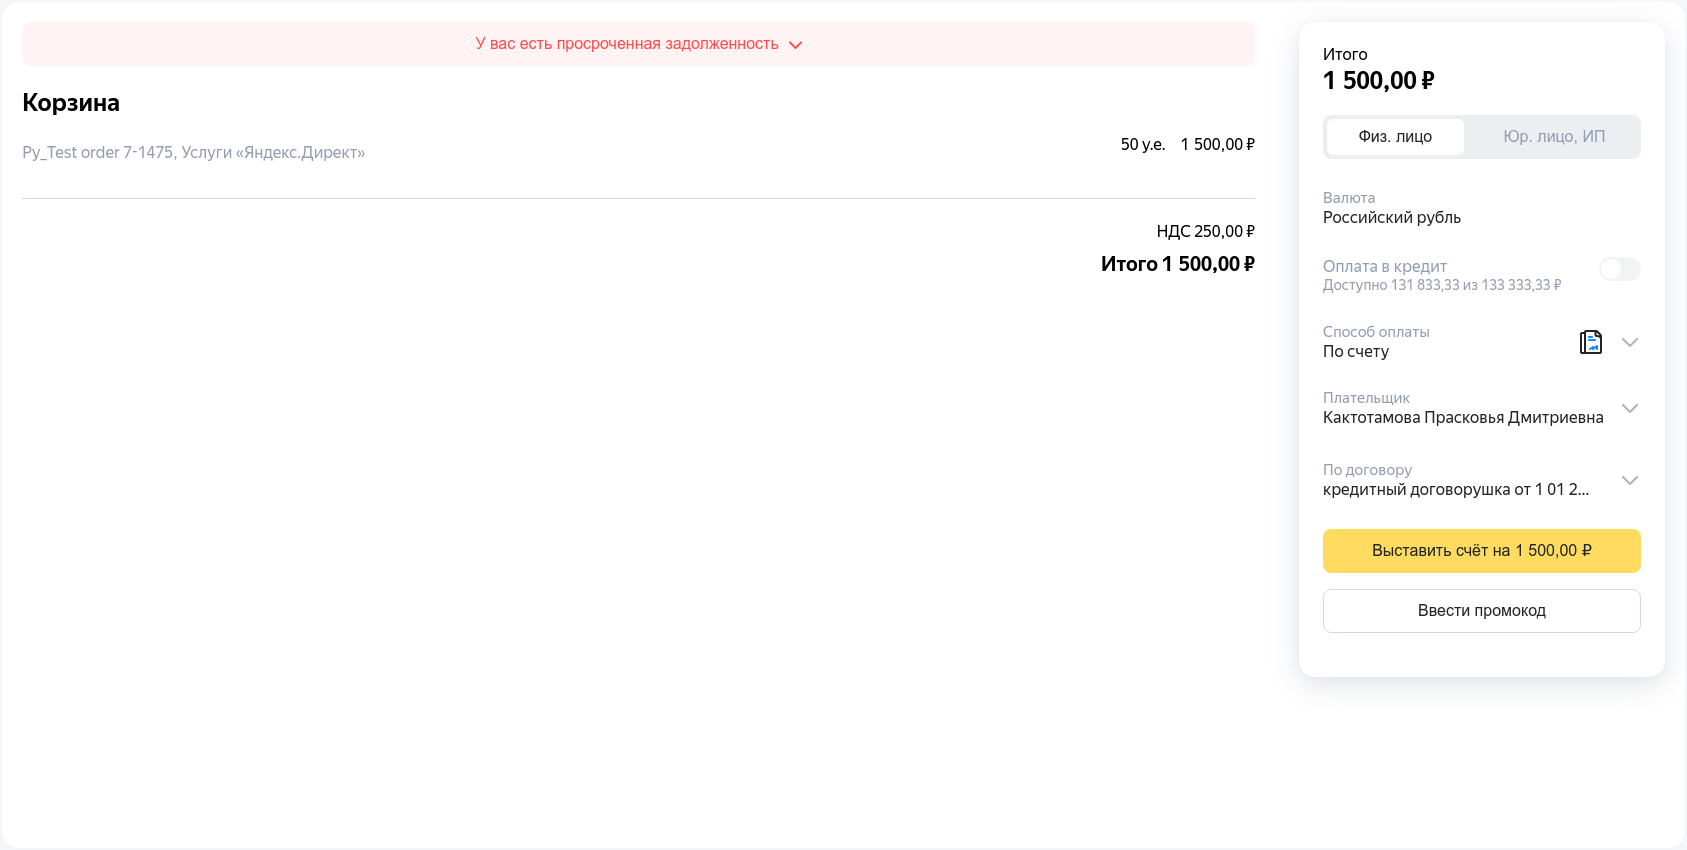 У вас есть просроченная задолженность
Корзина
Py_Test order 7-1475, Услуги «Яндекс.Директ»
50 у.е. 1 500,00 ₽
НДС 250,00 ₽
Итого 1 500,00 ₽
Итого
1 500,00 ₽
Физ. лицо
Юр. лицо, ИП
Валюта
Российский рубль
Оплата в кредит
Доступно 131 833,33 из 133 333,33 ₽
Способ оплаты
По счету
Плательщик
Кактотамова Прасковья Дмитриевна
По договору
кредитный договорушка от 1 01 2...
Выставить счёт на 1 500,00 ₽
Ввести промокод